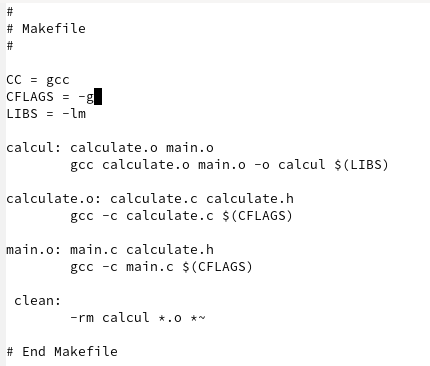 #
# Makefile
#
CC = gcc
CFLAGS = -g
LIBS = -lm
calcul: calculate.o main.o
gcc calculate.o main.o -o calcul $(LIBS)
calculate.o: calculate.c calculate.h
gcc -c calculate.c $(CFLAGS)
main.o: main.c calculate.h
gcc -c main.c $(CFLAGS)
clean:
-rm calcul *.o *~
# End Makefile